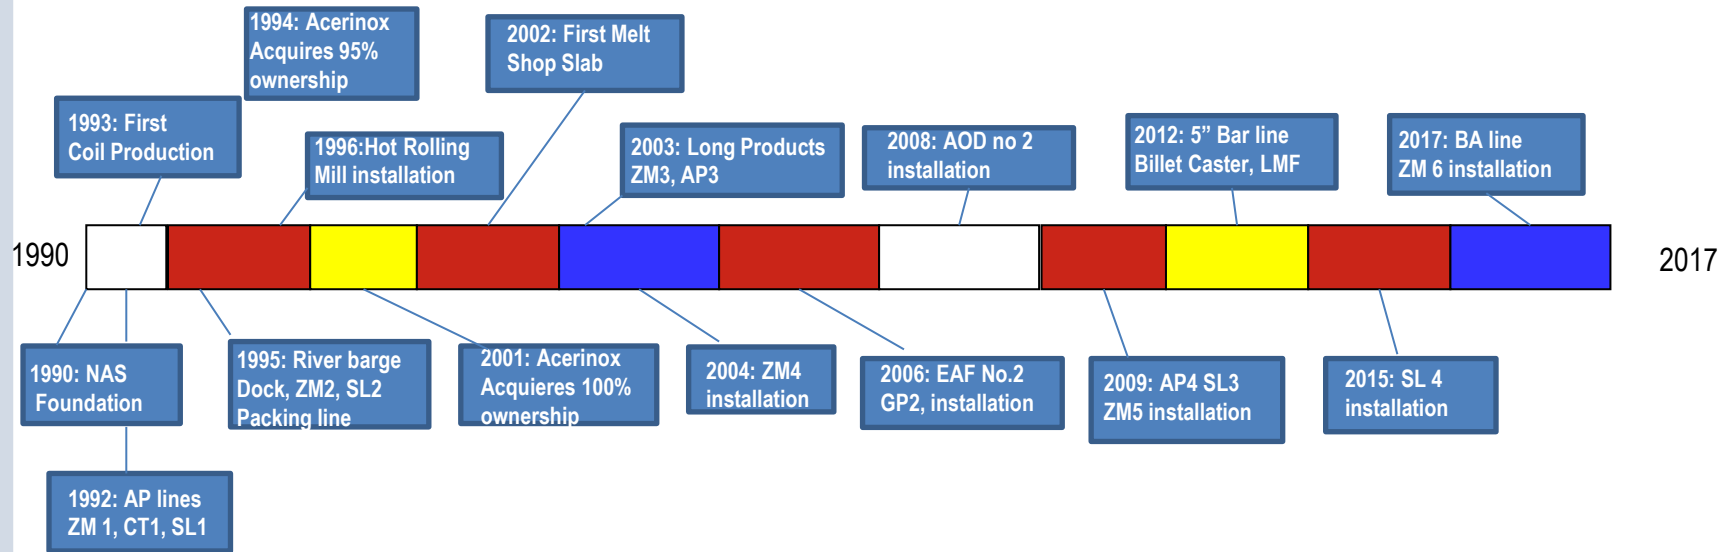 1994: Acerinox
Acquires 95%
ownership
2002: First Melt
Shop Slab
1993: First
Coil Production
1996:Hot Rolling
Mill installation
2003: Long Products
ZM3, AP3
2008: AOD no 2
installation
2012: 5” Bar line
Billet Caster, LMF
2017: BA line
ZM 6 installation
1990
2017
1990: NAS
Foundation
1995: River barge
Dock, ZM2, SL2
Packing line
2001: Acerinox
Acquieres 100%
ownership
2004: ZM4
installation
2006: EAF No.2
GP2, installation
2009: AP4 SL3
ZM5 installation
2015: SL 4
installation
1992: AP lines
ZM 1, CT1, SL1